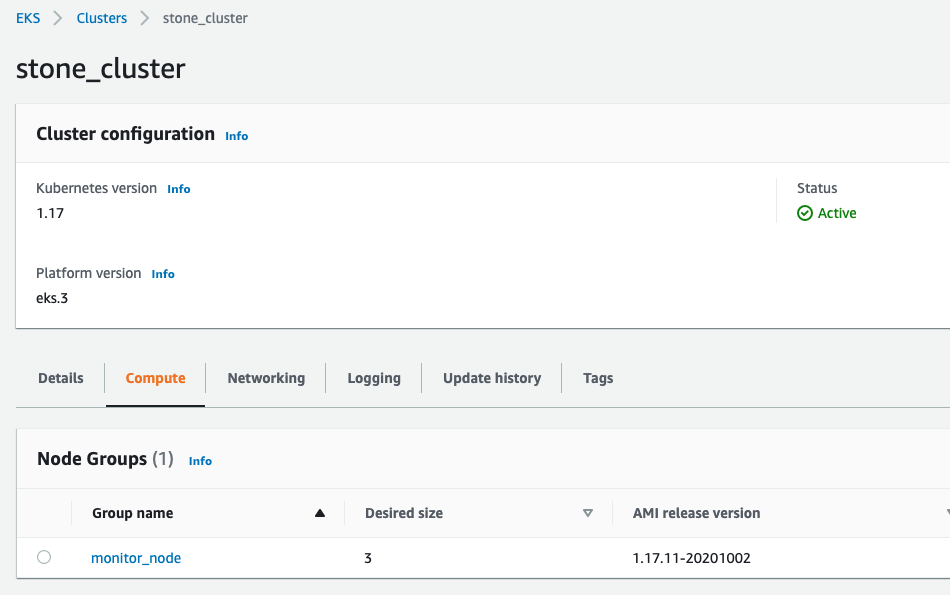 EKS Clusters stone_cluster
stone_cluster
Cluster configuration Info
Kubernetes version Info
1.17
Status
Active
Platform version Info
eks.3
Details Compute Networking Logging Update history Tags
Node Groups (1) Info
Group name Desired size AMI release version
monitor_node 3 1.17.11-20201002